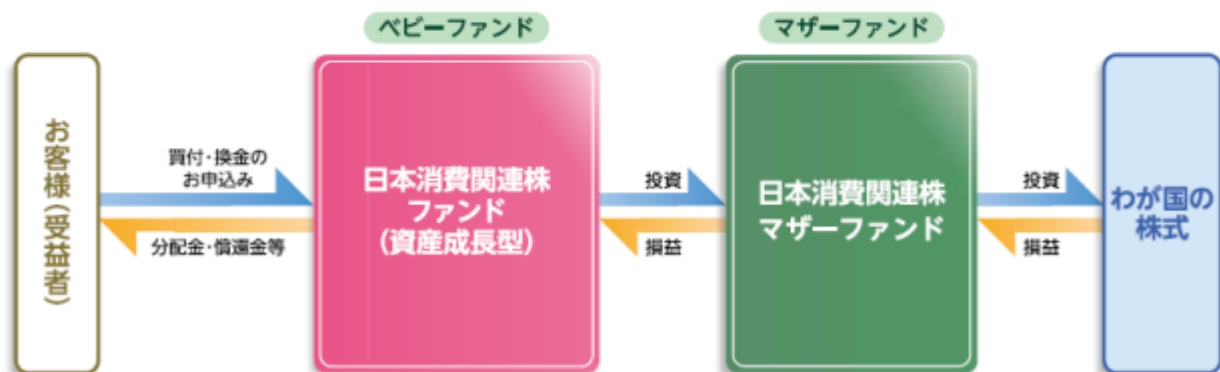 ベビーファンド
マザーファンド
お客様(受益者)
買付・換金の
お申込み
分配金・償還金等
日本消費関連株
ファンド
(資産成長型)
投資
損益
日本消費関連株
マザーファンド
投資
損益
わが国の
株式